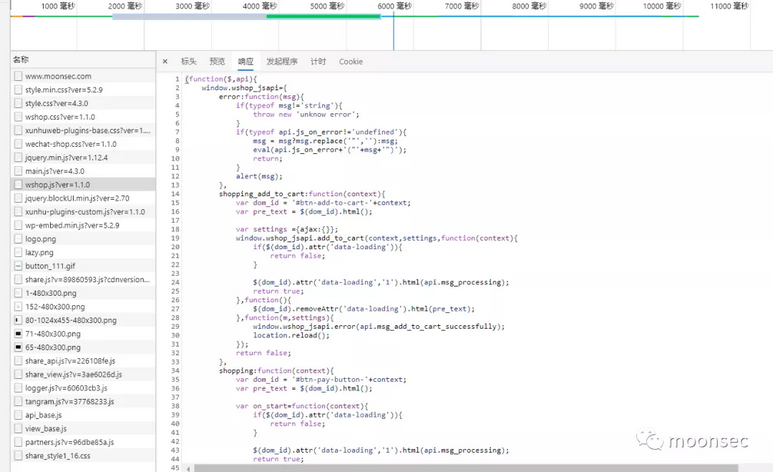 1000 毫秒 2000 毫秒 3000 毫秒 4000 毫秒 5000 毫秒 6000 毫秒 7000 毫秒 8000 毫秒 9000 毫秒 10000 毫秒 11000 毫秒
名称
www.moonsec.com
style.min.css?ver=5.2.9
style.css?ver=4.3.0
wshop.css?ver=1.1.0
xunhuweb-plugins-base.css?ver=1....
wechat-shop.css?ver=1.1.0
jquery.min.js?ver=1.12.4
main.js?ver=4.3.0
wshop.js?ver=1.1.0
jquery.blockUI.min.js?ver=2.70
xunhu-plugins-custom.js?ver=1.1.0
wp-embed.min.js?ver=5.2.9
logo.png
lazy.png
button_111.gif
share.js?v=89860593.js?cdnversion...
1-480x300.png
152-480x300.png
80-1024x455-480x300.png
71-480x300.png
65-480x300.png
share_api.js?v=226108fe.js
share_view.js?v=3ae6026d.js
logger.js?v=60603cb3.js
tangram.js?v=37768233.js
api_base.js
view_base.js
partners.js?v=96dbe85a.js
share_style1_16.css
× 标头 预览 响应 发起程序 计时 Cookie
1 (function($,api){
2 window.wshop_jsapi={
3 error:function(msg){
4 if(typeof msg!='string'){
5 throw new 'unknow error';
6 }
7 if(typeof api.js_on_error!='undefined'){
8 msg = msg?msg.replace('"',''):msg;
9 eval(api.js_on_error+'("'+msg+'")');
10 return;
11 }
12 alert(msg);
13 },
14 shopping_add_to_cart:function(context){
15 var dom_id = '#btn-add-to-cart-'+context;
16 var pre_text = $(dom_id).html();
17
18 var settings ={ajax:{}};
19 window.wshop_jsapi.add_to_cart(context,settings,function(context){
20 if($(dom_id).attr('data-loading')){
21 return false;
22 }
23
24 $(dom_id).attr('data-loading','1').html(api.msg_processing);
25 return true;
26 },function(){
27 $(dom_id).removeAttr('data-loading').html(pre_text);
28 },function(m,settings){
29 window.wshop_jsapi.error(api.msg_add_to_cart_successfully);
30 location.reload();
31 });
32 return false;
33 },
34 shopping:function(context){
35 var dom_id = '#btn-pay-button-'+context;
36 var pre_text = $(dom_id).html();
37
38 var on_start=function(context){
39 if($(dom_id).attr('data-loading')){
40 return false;
41 }
42
43 $(dom_id).attr('data-loading','1').html(api.msg_processing);
44 return true;
45
moonsec